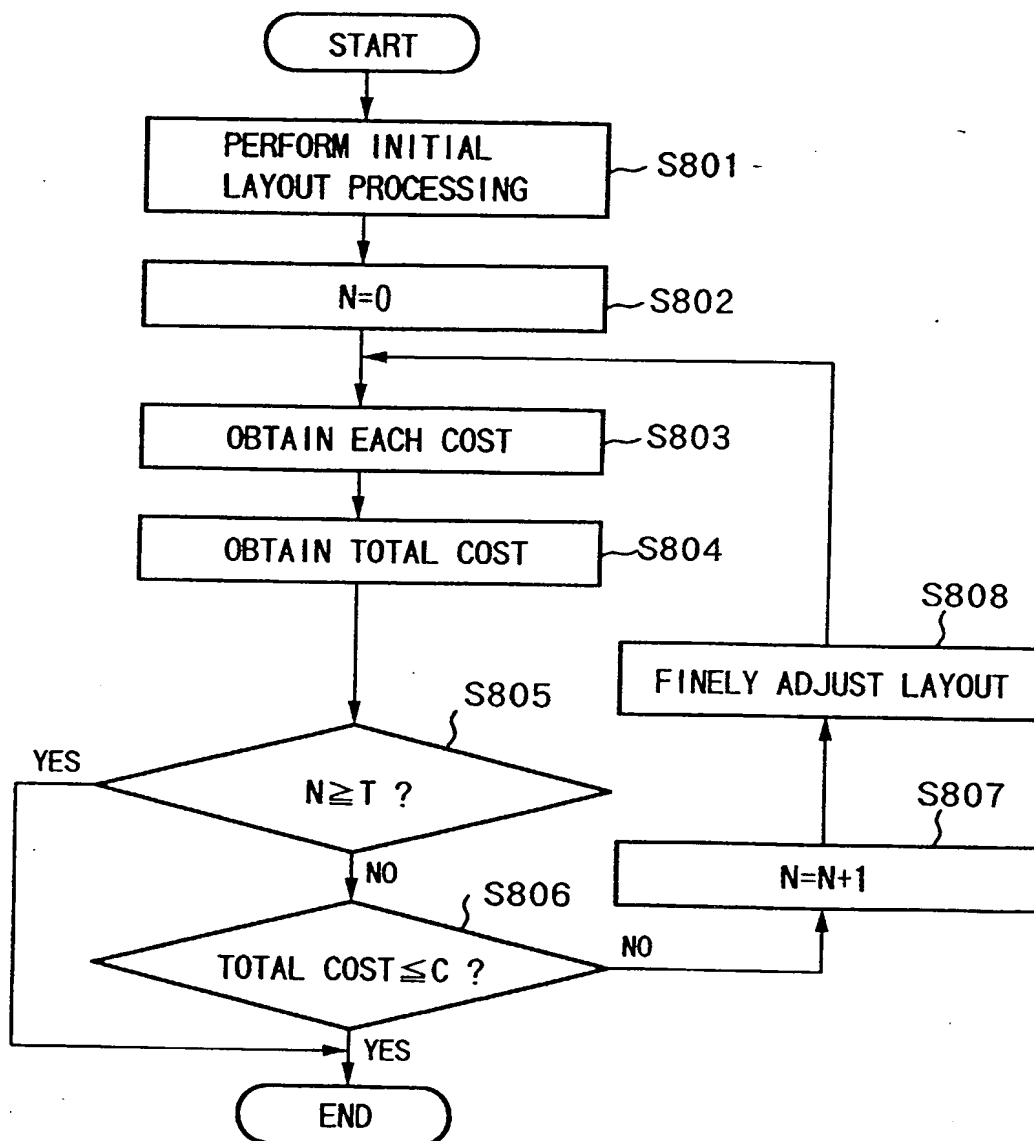 START
PERFORM INITIAL
LAYOUT PROCESSING
S801
N=0
S802
OBTAIN EACH COST
S803
OBTAIN TOTAL COST
S804
S805
YES
N≧T ?
NO
S806
TOTAL COST≦C ?
NO
YES
END
S808
FINELY ADJUST LAYOUT
S807
N=N+1